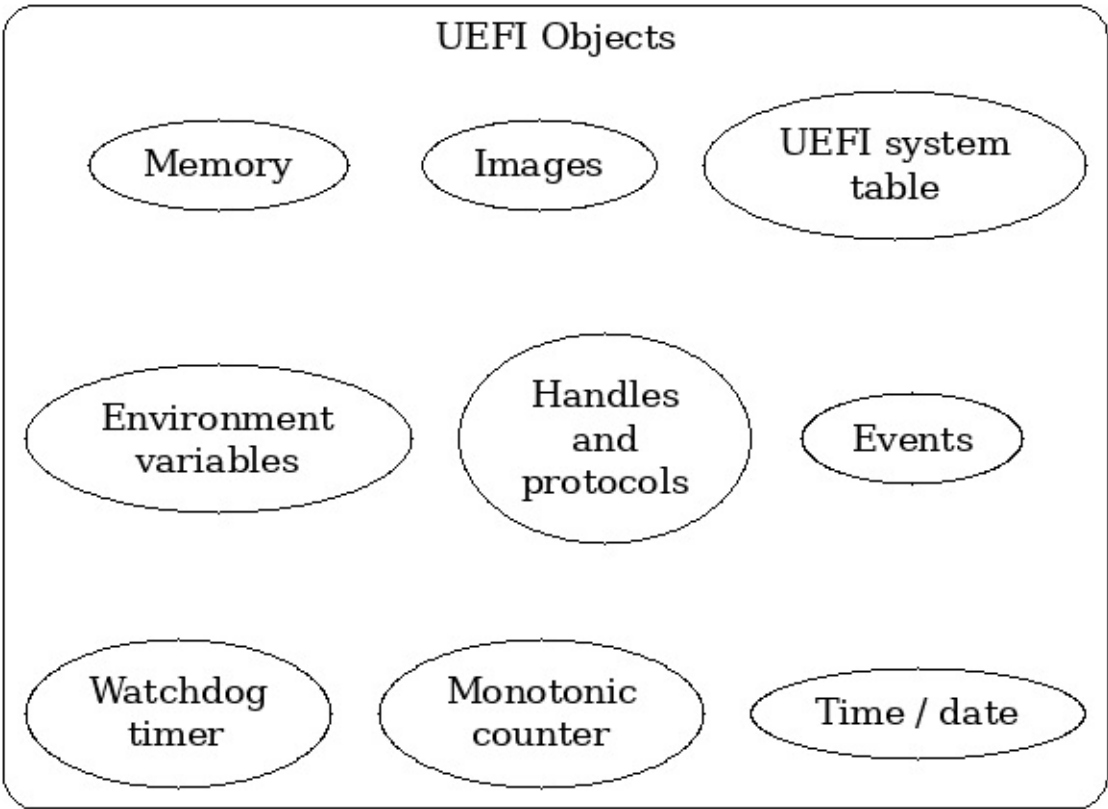 UEFI Objects
Memory
Images
UEFI system
table
Environment
variables
Handles
and
protocols
Events
Watchdog
timer
Monotonic
counter
Time / date